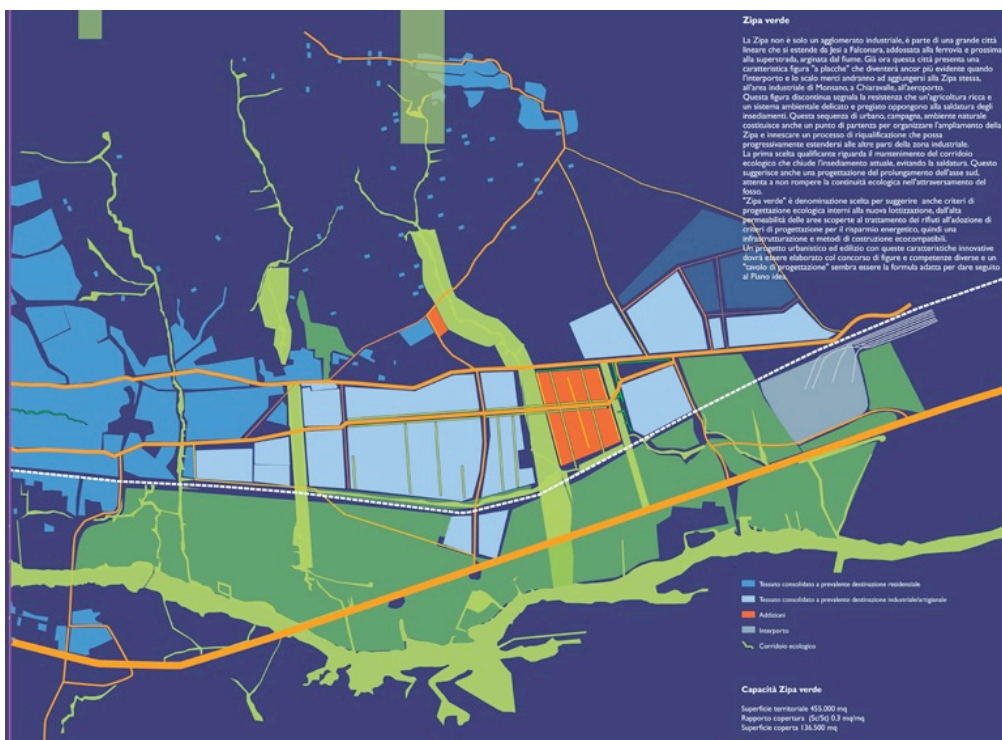 Zipa verde
La Zipa non è solo un agglomerato industriale, è parte di una grande città
lineare che si estende da Jesi a Falconara, addossata alla ferrovia e prossima
alla superstrada, arginata dal fiume. Già ora questa città presenta una
caratteristica figura "a placche" che diventerà ancor più evidente quando
l'interporto e lo scalo merci andranno ad aggiungersi alla Zipa stessa,
all'area industriale di Monsano, a Chiaravalle, all'aeroporto.
Questa figura discontinua segnala la resistenza che un'agricoltura ricca e
un sistema ambientale delicato e pregiato oppongono alla saldatura degli
insediamenti. Questa sequenza di urbano, campagna, ambiente naturale
costituisce anche un punto di partenza per organizzare l'ampliamento della
Zipa e innescare un processo di riqualificazione che possa
progressivamente estendersi alle altre parti della zona industriale.
La prima scelta qualificante riguarda il mantenimento del corridoio
ecologico che chiude l'insediamento attuale, evitando la saldatura. Questo
suggerisce anche una progettazione del prolungamento dell'asse sud,
attenta a non rompere la continuità ecologica nell'attraversamento del
fosso.
"Zipa verde" è denominazione scelta per suggerire anche criteri di
progettazione ecologica interni alla nuova lottizzazione, dall'alta
permeabilità delle aree scoperte al trattamento dei rifiuti all'adozione di
criteri di progettazione per il risparmio energetico, quindi una
infrastrutturazione e metodi di costruzione ecocompatibili.
Un progetto urbanistico ed edilizio con queste caratteristiche innovative
dovrà essere elaborato col concorso di figure e competenze diverse e un
"tavolo di progettazione" sembra essere la formula adatta per dare seguito
al Piano idea.
Tessuto consolidato a prevalente destinazione residenziale
Tessuto consolidato a prevalente destinazione industriale/artigianale
Addizioni
Interporto
Corridoio ecologico
Capacità Zipa verde
Superficie territoriale 455.000 mq
Rapporto copertura (Sc/St) 0.3 mq/mq
Superficie coperta 136.500 mq